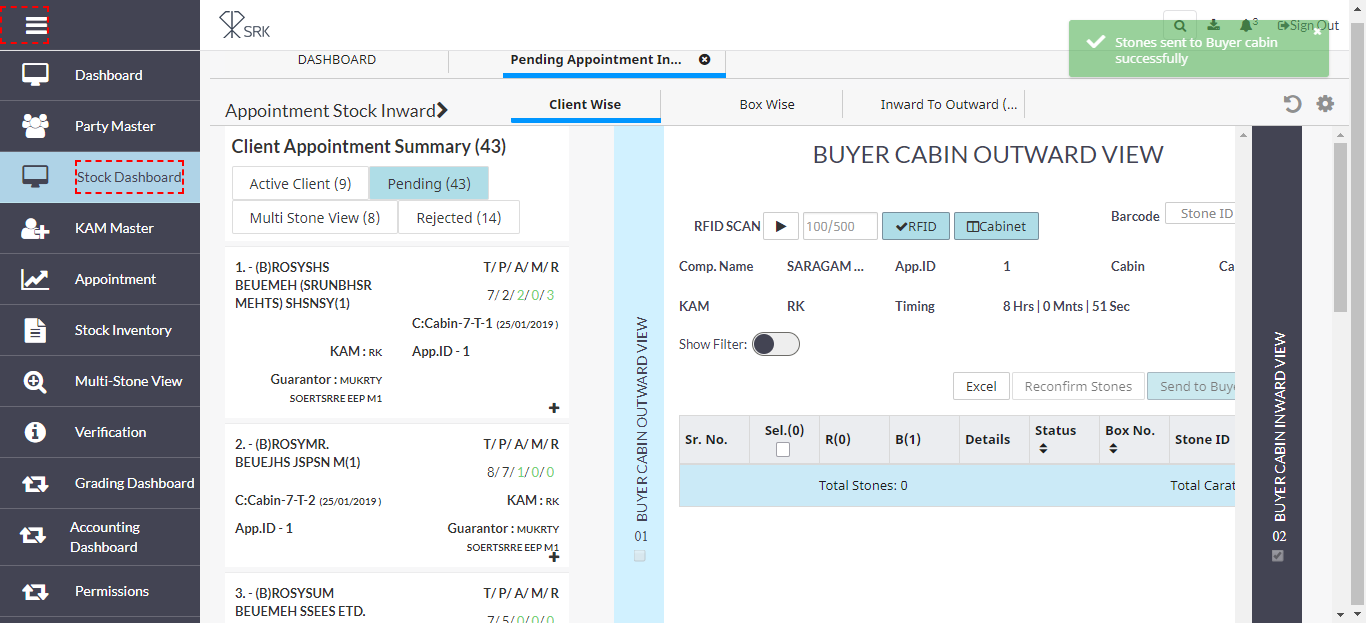 SRK
3
Sign Out
Stones sent to Buyer cabin
successfully
DASHBOARD
Pending Appointment In...
Dashboard
Party Master
Stock Dashboard
KAM Master
Appointment
Stock Inventory
Multi-Stone View
Verification
Grading Dashboard
Accounting
Dashboard
Permissions
Appointment Stock Inward
Client Wise
Box Wise
Inward To Outward (...
Client Appointment Summary (43)
Active Client (9)
Pending (43)
Multi Stone View (8)
Rejected (14)
1. - (B)ROSYSHS
BEUEMEH (SRUNBHSR
MEHTS) SHSNSY(1)
T/ P/ A/ M/ R
7/ 2/ 2/ 0/ 3
C:Cabin-7-T-1 (25/01/2019 )
KAM : RK
App.ID - 1
Guarantor : MUKRTY
SOERTSRRE EEP M1
2. - (B)ROSYMR.
BEUEJHS JSPSN M(1)
T/ P/ A/ M/ R
8/ 7/ 1/ 0/ 0
C:Cabin-7-T-2 (25/01/2019 )
KAM : RK
App.ID - 1
Guarantor : MUKRTY
SOERTSRRE EEP M1
3. - (B)ROSYSUM
BEUEMEH SSEES ETD.
T/ P/ A/ M/ R
7/ 5/ 0/ 0/ 0
BUYER CABIN OUTWARD VIEW
01
BUYER CABIN OUTWARD VIEW
RFID SCAN
100/500
RFID
Cabinet
Barcode
Stone ID
Comp. Name
SARAGAM ...
App.ID
1
Cabin
Ca
KAM
RK
Timing
8 Hrs | 0 Mnts | 51 Sec
Show Filter:
Excel
Reconfirm Stones
Send to Buye
Sr. No.
Sel.(0)
R(0)
B(1)
Details
Status
Box No.
Stone ID
Total Stones: 0
Total Carat
BUYER CABIN INWARD VIEW
02